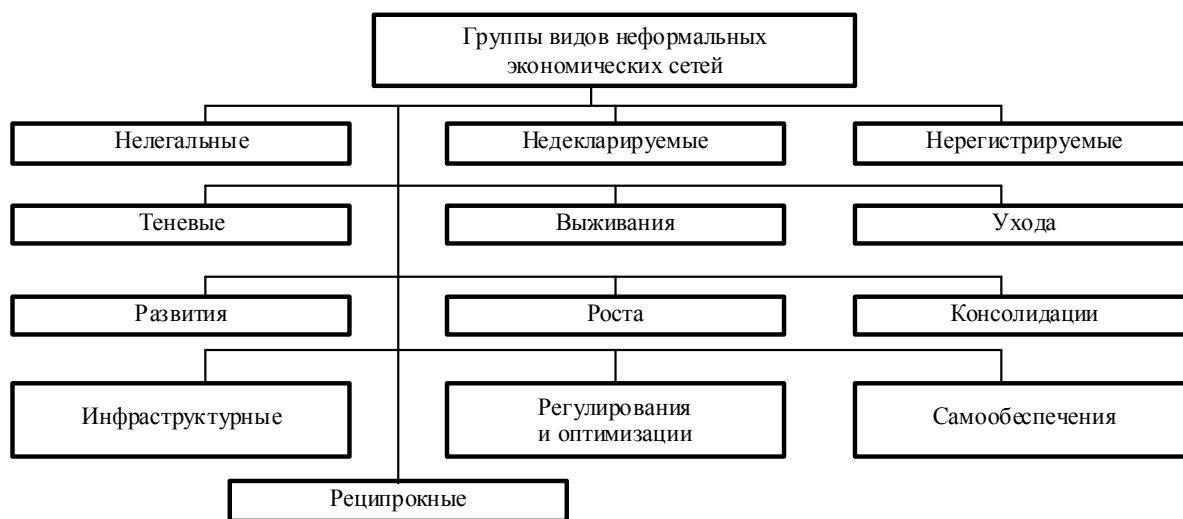 Группы видов неформальных
экономических сетей
Нелегальные
Недекларируемые
Нерегистрируемые
Теневые
Выживания
Ухода
Развития
Роста
Консолидации
Инфраструктурные
Регулирования
и оптимизации
Самообеспечения
Реципрокные